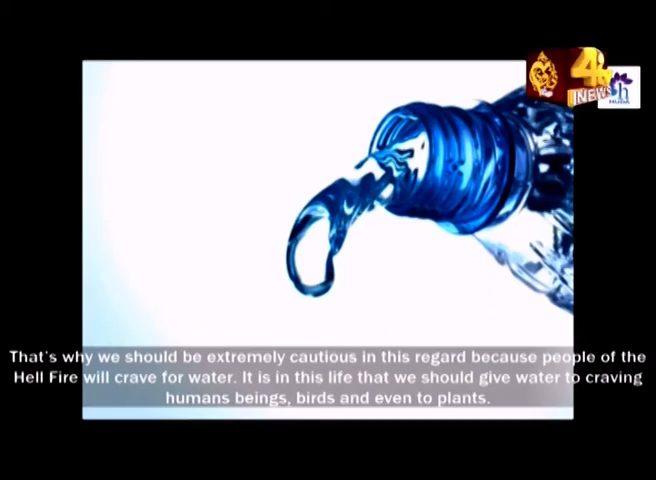 4tv
NEWS
h
HUDA
That's why we should be extremely cautious in this regard because people of the
Hell Fire will crave for water. It is in this life that we should give water to craving
humans beings, birds and even to plants.